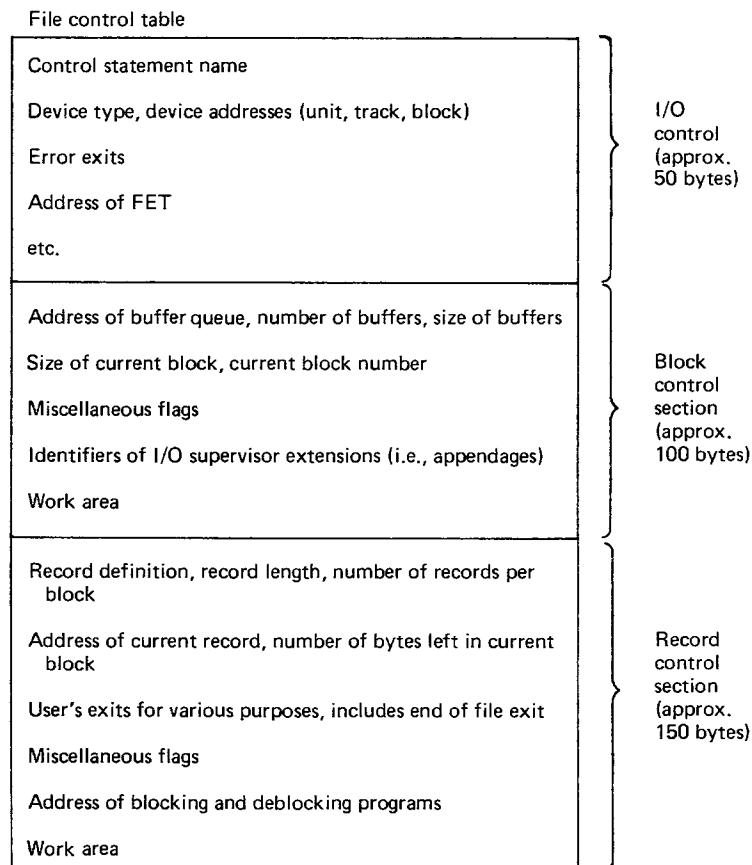 File control table
Control statement name
Device type, device addresses (unit, track, block)
Error exits
Address of FET
etc.
I/O
control
(approx.
50 bytes)
Address of buffer queue, number of buffers, size of buffers
Size of current block, current block number
Miscellaneous flags
Identifiers of I/O supervisor extensions (i.e., appendages)
Work area
Block
control
section
(approx.
100 bytes)
Record definition, record length, number of records per
block
Address of current record, number of bytes left in current
block
User's exits for various purposes, includes end of file exit
Miscellaneous flags
Address of blocking and deblocking programs
Work area
Record
control
section
(approx.
150 bytes)